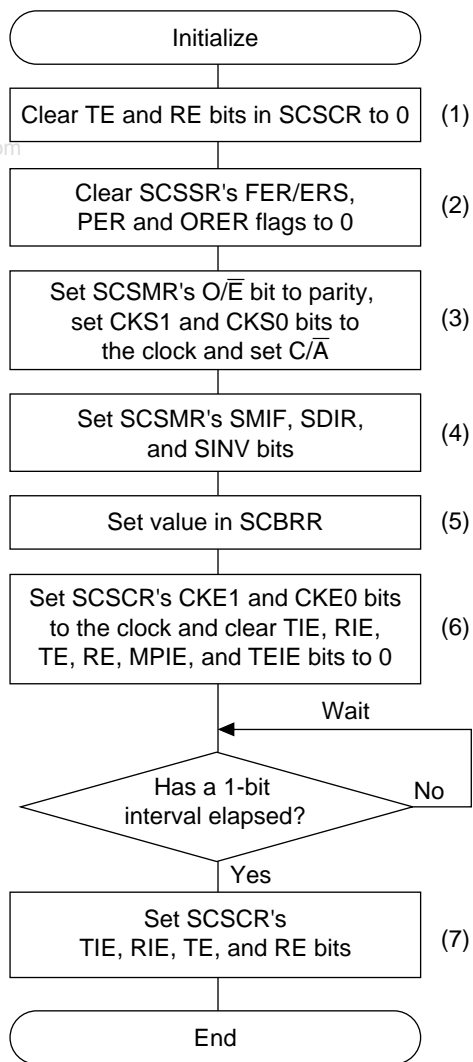 Initialize
Clear TE and RE bits in SCSCR to 0
(1)
om
Clear SCSSR's FER/ERS,
PER and ORER flags to 0
(2)
Set SCSMR's O/E̅ bit to parity,
set CKS1 and CKS0 bits to
the clock and set C/A̅
(3)
Set SCSMR's SMIF, SDIR,
and SINV bits
(4)
Set value in SCBRR
(5)
Set SCSCR's CKE1 and CKE0 bits
to the clock and clear TIE, RIE,
TE, RE, MPIE, and TEIE bits to 0
(6)
Wait
Has a 1-bit
interval elapsed?
No
Yes
Set SCSCR's
TIE, RIE, TE, and RE bits
(7)
End